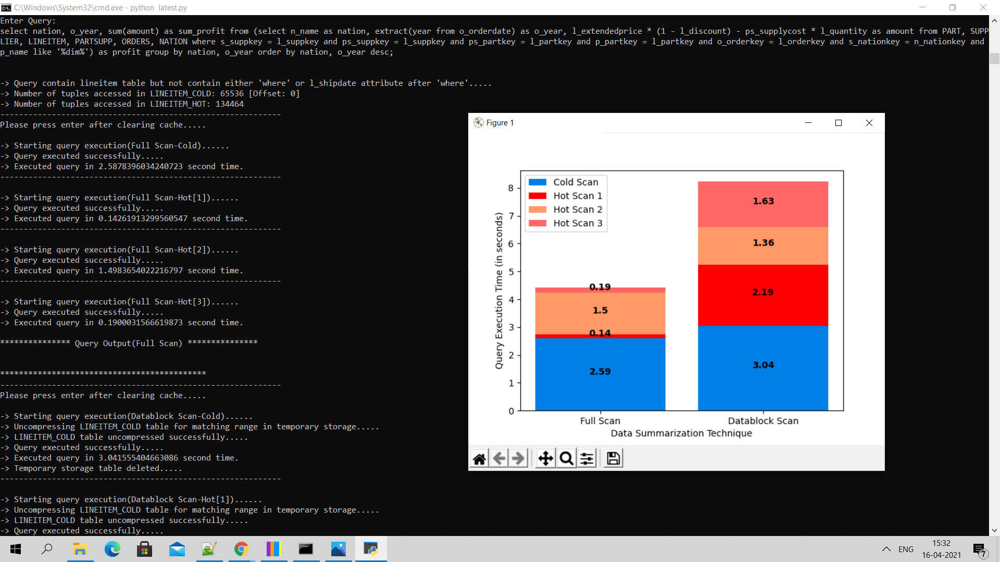 C:\Windows\System32\cmd.exe - python  latest.py
Enter Query:
select nation, o_year, sum(amount) as sum_profit from (select n_name as nation, extract(year from o_orderdate) as o_year, l_extendedprice * (1 - l_discount) - ps_supplycost * l_quantity as amount from PART, SUPP
LIER, LINEITEM, PARTSUPP, ORDERS, NATION where s_suppkey = l_suppkey and ps_suppkey = l_suppkey and ps_partkey = l_partkey and p_partkey = l_partkey and o_orderkey = l_orderkey and s_nationkey = n_nationkey and
p_name like '%dim%') as profit group by nation, o_year order by nation, o_year desc;
-> Query contain lineitem table but not contain either 'where' or l_shipdate attribute after 'where'.....
-> Number of tuples accessed in LINEITEM_COLD: 65536 [Offset: 0]
-> Number of tuples accessed in LINEITEM_HOT: 134464
------------------------------------------------------------
Please press enter after clearing cache.....
-> Starting query execution(Full Scan-Cold)......
-> Query executed successfully.....
-> Executed query in 2.5878396034240723 second time.
------------------------------------------------------------
-> Starting query execution(Full Scan-Hot[1])......
-> Query executed successfully.....
-> Executed query in 0.14261913299560547 second time.
------------------------------------------------------------
-> Starting query execution(Full Scan-Hot[2])......
-> Query executed successfully.....
-> Executed query in 1.4983654022216797 second time.
------------------------------------------------------------
-> Starting query execution(Full Scan-Hot[3])......
-> Query executed successfully.....
-> Executed query in 0.1900031566619873 second time.
*************** Query Output(Full Scan) ***************
********************************************
------------------------------------------------------------
Please press enter after clearing cache.....
-> Starting query execution(Datablock Scan-Cold)......
-> Uncompressing LINEITEM_COLD table for matching range in temporary storage.....
-> LINEITEM_COLD table uncompressed successfully.....
-> Query executed successfully.....
-> Executed query in 3.041555404663086 second time.
-> Temporary storage table deleted.....
------------------------------------------------------------
-> Starting query execution(Datablock Scan-Hot[1])......
-> Uncompressing LINEITEM_COLD table for matching range in temporary storage.....
-> LINEITEM_COLD table uncompressed successfully.....
-> Query executed successfully.....
Figure 1
Cold Scan
Hot Scan 1
Hot Scan 2
Hot Scan 3
8
7
6
5
4
3
2
1
0
Query Execution Time (in seconds)
0.19
1.5
0.14
2.59
1.63
1.36
2.19
3.04
Full Scan
Datablock Scan
Data Summarization Technique
ENG
15:32
16-04-2021
7